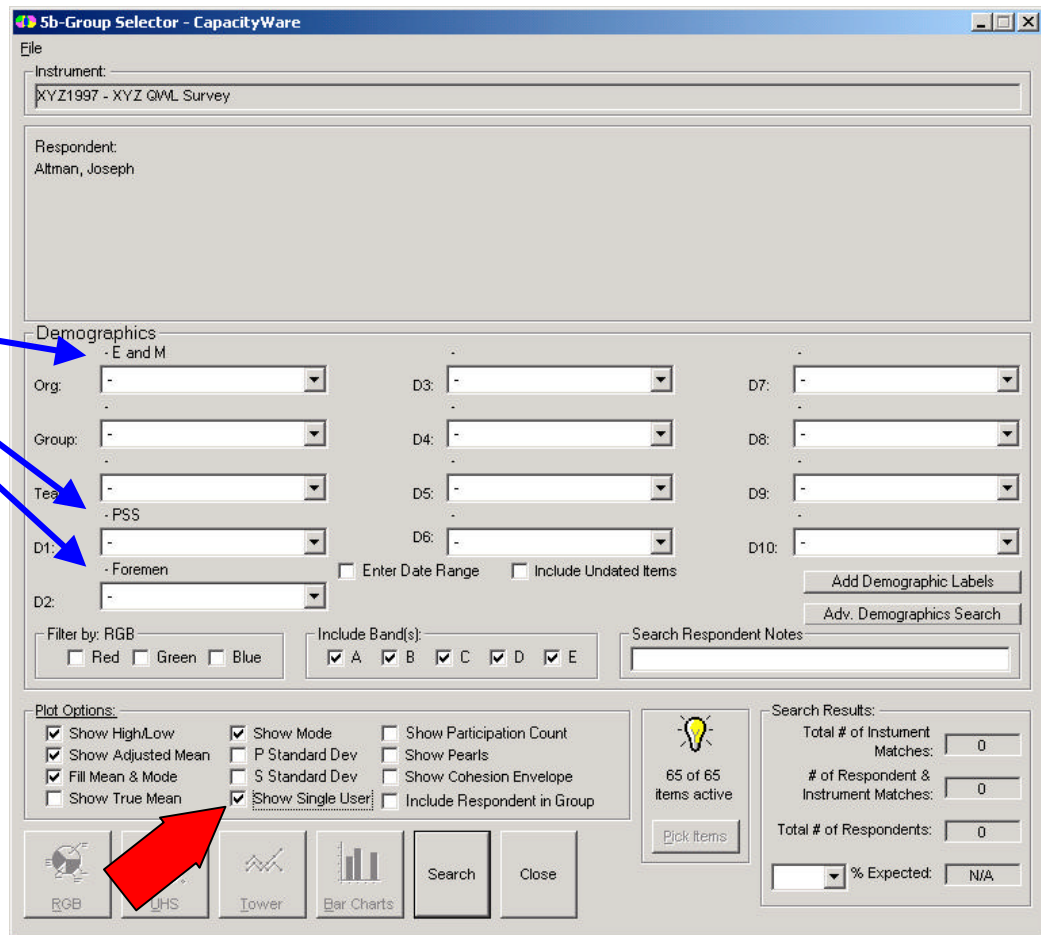 5b-Group Selector - CapacityWare
File
Instrument:
XYZ1997 - XYZ QWL Survey
Respondent:
Altman, Joseph
Demographics
- E and M
-
-
Org: -
D3: -
D7: -
-
-
-
Group: -
D4: -
D8: -
-
-
-
Tea -
D5: -
D9: -
- PSS
-
-
D1: -
D6: -
D10: -
- Foremen
Enter Date Range
Include Undated Items
Add Demographic Labels
D2: -
Adv. Demographics Search
Filter by: RGB
Red Green Blue
Include Band(s):
A B C D E
Search Respondent Notes
Plot Options:
Show High/Low
Show Adjusted Mean
Fill Mean & Mode
Show True Mean
Show Mode
P Standard Dev
S Standard Dev
Show Single User
Show Participation Count
Show Pearls
Show Cohesion Envelope
Include Respondent in Group
65 of 65
items active
Pick Items
Search Results:
Total # of Instument
Matches: 0
# of Respondent &
Instrument Matches: 0
Total # of Respondents: 0
% Expected: N/A
RGB
UHS
Tower
Bar Charts
Search
Close